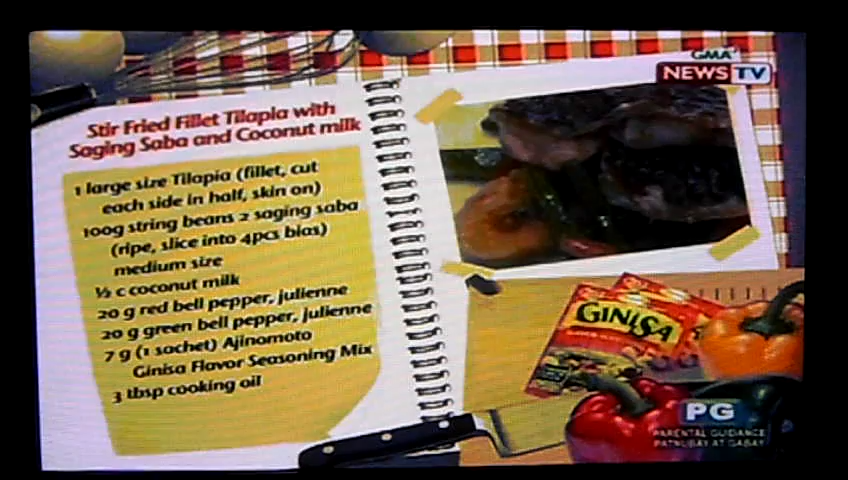 GMA
NEWS TV
Stir Fried Fillet Tilapia with
Saging Saba and Coconut milk
1 large size Tilapia (fillet, cut
each side in half, skin on)
100g string beans 2 saging saba
(ripe, slice into 4pcs bias)
medium size
½ c coconut milk
20 g red bell pepper, julienne
20 g green bell pepper, julienne
7 g (1 sachet) Ajinomoto
Ginisa Flavor Seasoning Mix
3 tbsp cooking oil
GINISA
PG
PARENTAL GUIDANCE
PATNUBAY AT GABAY